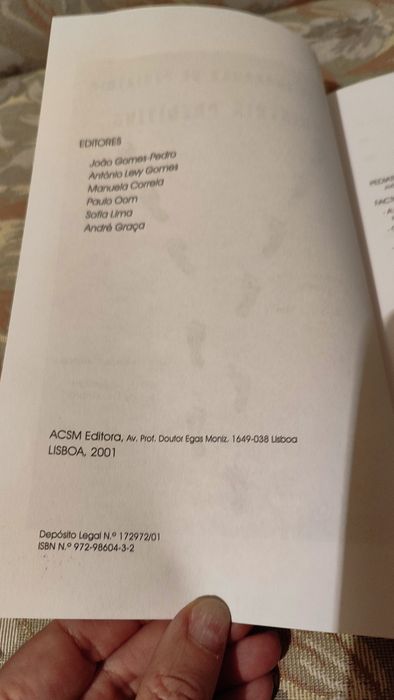 EDITORES
João Gomes-Pedro
António Levy Gomes
Manuela Correia
Paulo Oom
Sofia Lima
André Graça
ACSM Editora, Av. Prof. Doutor Egas Moniz. 1649-038 Lisboa
LISBOA, 2001
Depósito Legal N.º 172972/01
ISBN N.º 972-98604-3-2